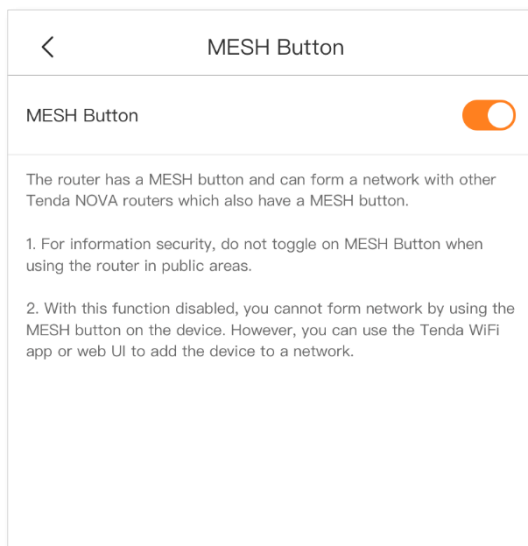 MESH Button
MESH Button
The router has a MESH button and can form a network with other
Tenda NOVA routers which also have a MESH button.
1. For information security, do not toggle on MESH Button when
using the router in public areas.
2. With this function disabled, you cannot form network by using the
MESH button on the device. However, you can use the Tenda WiFi
app or web UI to add the device to a network.